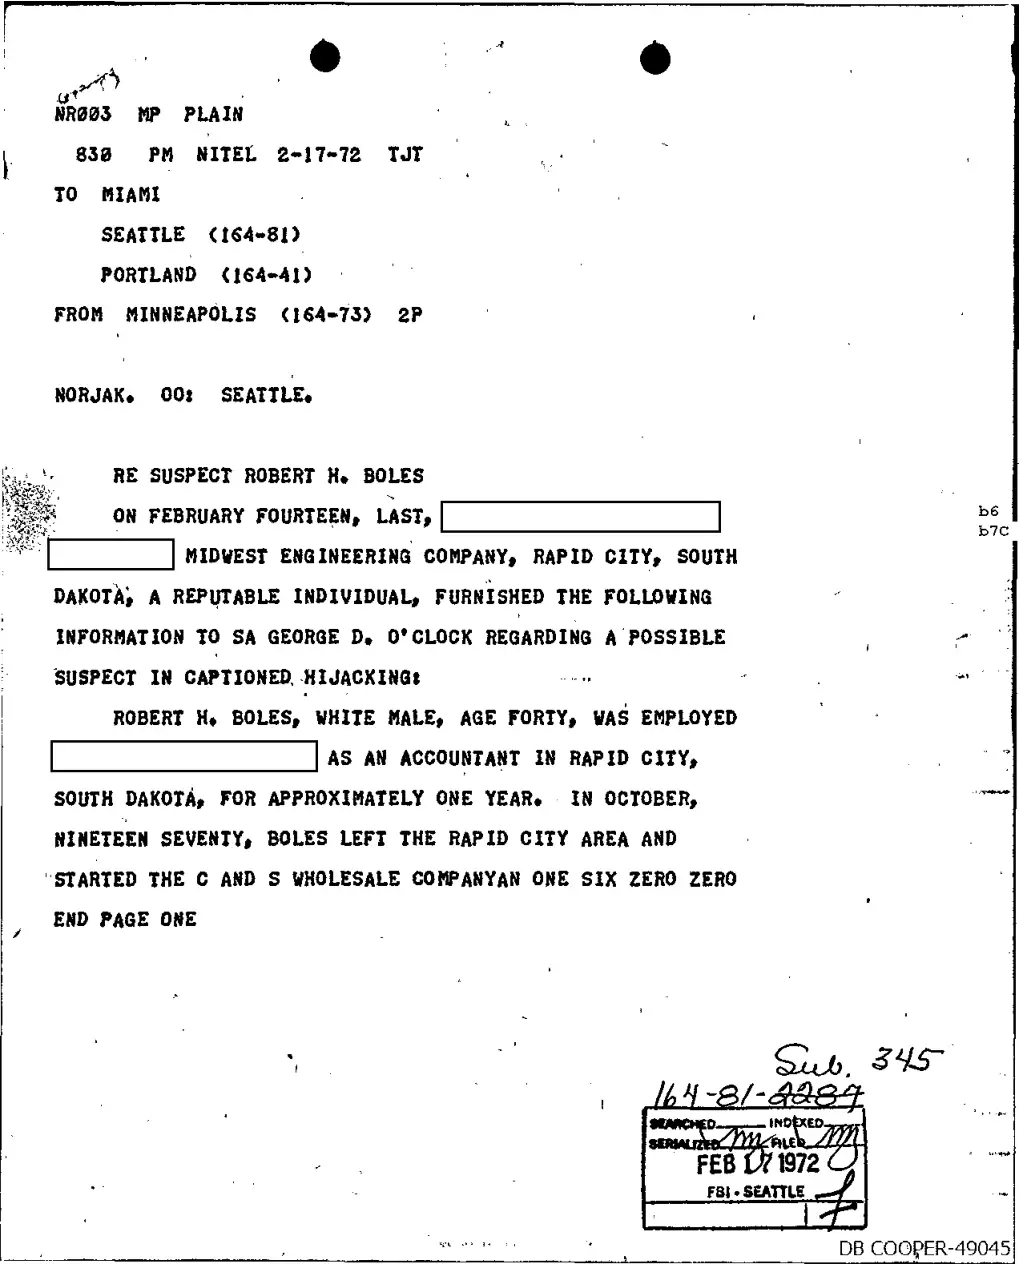 NR003 MP PLAIN
830 PM NITEL 2-17-72 TJT
TO MIAMI
SEATTLE (164-81)
PORTLAND (164-41)
FROM MINNEAPOLIS (164-73) 2P
NORJAK. OO: SEATTLE.
RE SUSPECT ROBERT H. BOLES
ON FEBRUARY FOURTEEN, LAST,
b6
b7C
MIDWEST ENGINEERING COMPANY, RAPID CITY, SOUTH
DAKOTA, A REPUTABLE INDIVIDUAL, FURNISHED THE FOLLOWING
INFORMATION TO SA GEORGE D. O'CLOCK REGARDING A POSSIBLE
SUSPECT IN CAPTIONED HIJACKING:
ROBERT H. BOLES, WHITE MALE, AGE FORTY, WAS EMPLOYED
AS AN ACCOUNTANT IN RAPID CITY,
SOUTH DAKOTA, FOR APPROXIMATELY ONE YEAR. IN OCTOBER,
NINETEEN SEVENTY, BOLES LEFT THE RAPID CITY AREA AND
STARTED THE C AND S WHOLESALE COMPANYAN ONE SIX ZERO ZERO
END PAGE ONE
Sub. 345
164-81-2287
SEARCHED INDEXED
SERIALIZED FILED
FEB 17 1972
FBI - SEATTLE
DB COOPER-49045